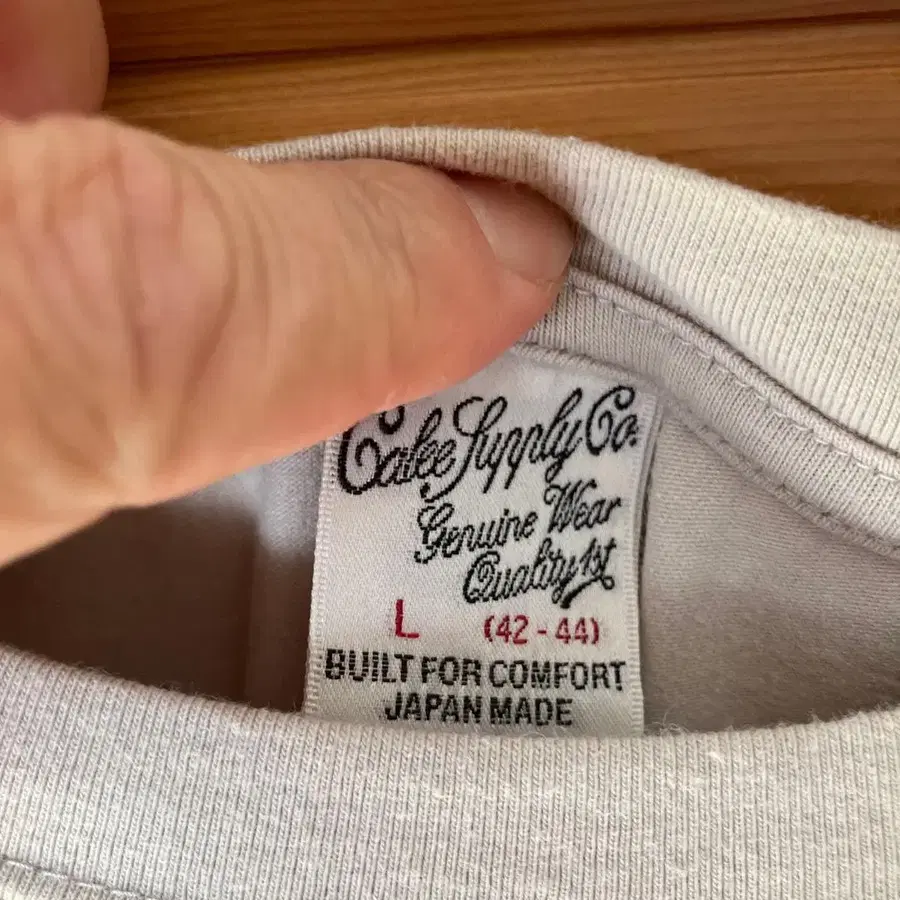 Calee Supply Co.
Genuine Wear
Quality 1st
L (42 - 44)
BUILT FOR COMFORT
JAPAN MADE